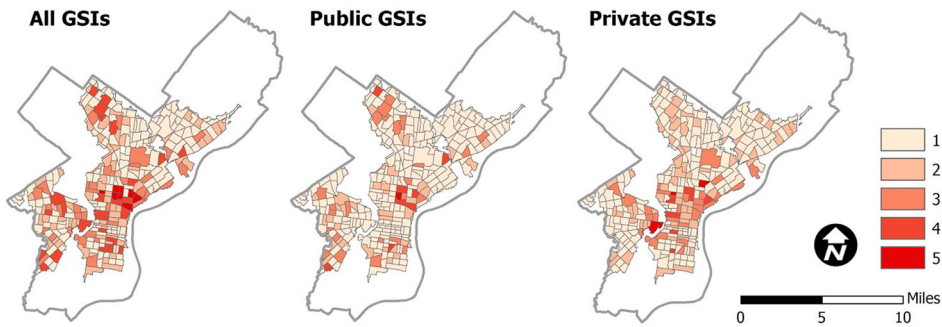 All GSIs
Public GSIs
Private GSIs
1
2
3
4
5
N
Miles
0 5 10